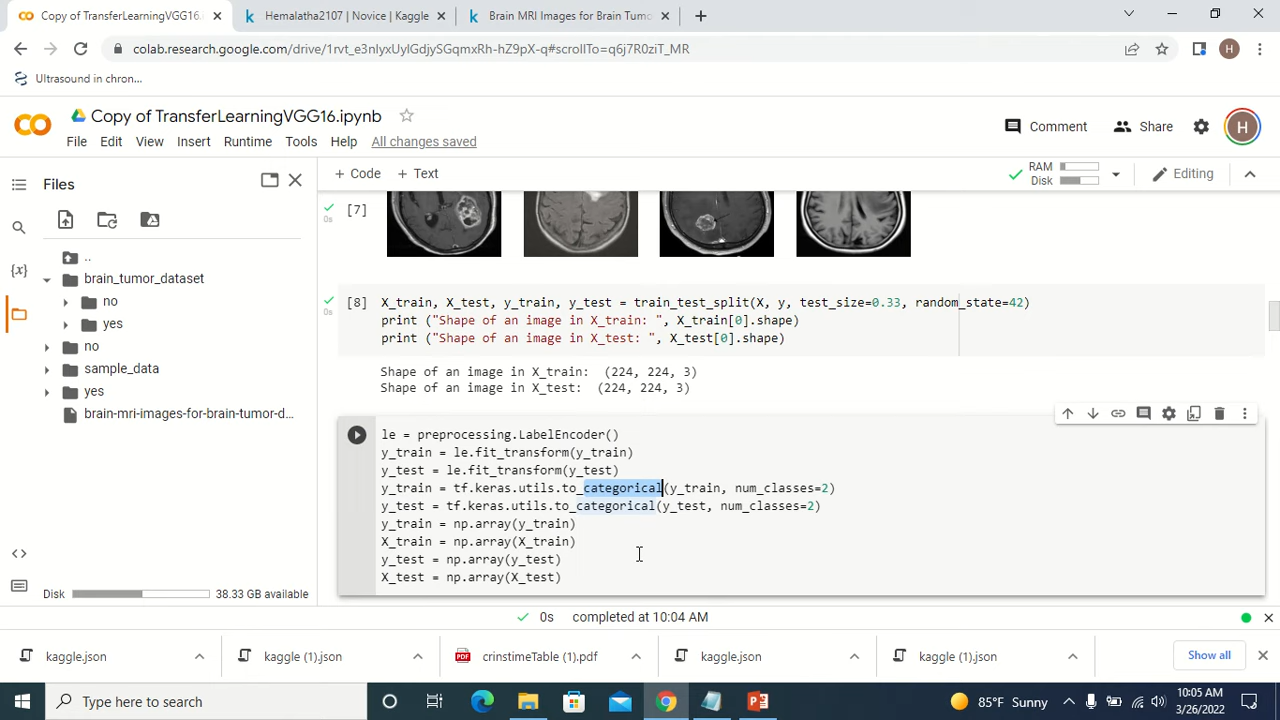 Copy of TransferLearningVGG16.ip
Hemalatha2107 | Novice | Kaggle
Brain MRI Images for Brain Tumo
colab.research.google.com/drive/1rvt_e3nlyxUylGdjySGqmxRh-hZ9pX-q#scrollTo=q6j7R0ziT_MR
H
Ultrasound in chron...
Copy of TransferLearningVGG16.ipynb
Comment
Share
H
File Edit View Insert Runtime Tools Help All changes saved
Files
+ Code + Text
RAM
Disk
Editing
[7]
0s
..
brain_tumor_dataset
no
yes
no
sample_data
yes
brain-mri-images-for-brain-tumor-d...
[8] X_train, X_test, y_train, y_test = train_test_split(X, y, test_size=0.33, random_state=42)
0s
print ("Shape of an image in X_train: ", X_train[0].shape)
print ("Shape of an image in X_test: ", X_test[0].shape)
Shape of an image in X_train:  (224, 224, 3)
Shape of an image in X_test:  (224, 224, 3)
le = preprocessing.LabelEncoder()
y_train = le.fit_transform(y_train)
y_test = le.fit_transform(y_test)
y_train = tf.keras.utils.to_categorical(y_train, num_classes=2)
y_test = tf.keras.utils.to_categorical(y_test, num_classes=2)
y_train = np.array(y_train)
X_train = np.array(X_train)
y_test = np.array(y_test)
X_test = np.array(X_test)
Disk
38.33 GB available
0s completed at 10:04 AM
kaggle.json
kaggle (1).json
crinstimeTable (1).pdf
kaggle.json
kaggle (1).json
Show all
Type here to search
85°F Sunny
10:05 AM
3/26/2022